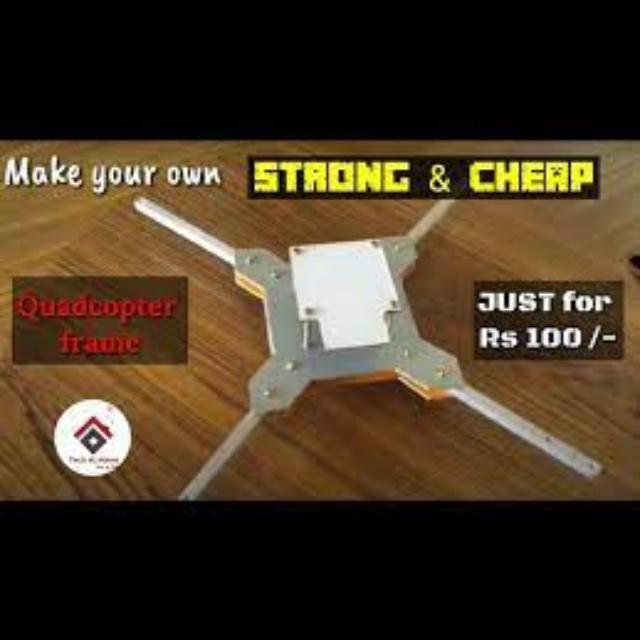 Make your own STRONG & CHEAP
Quadcopter
frame
JUST for
Rs 100 /-